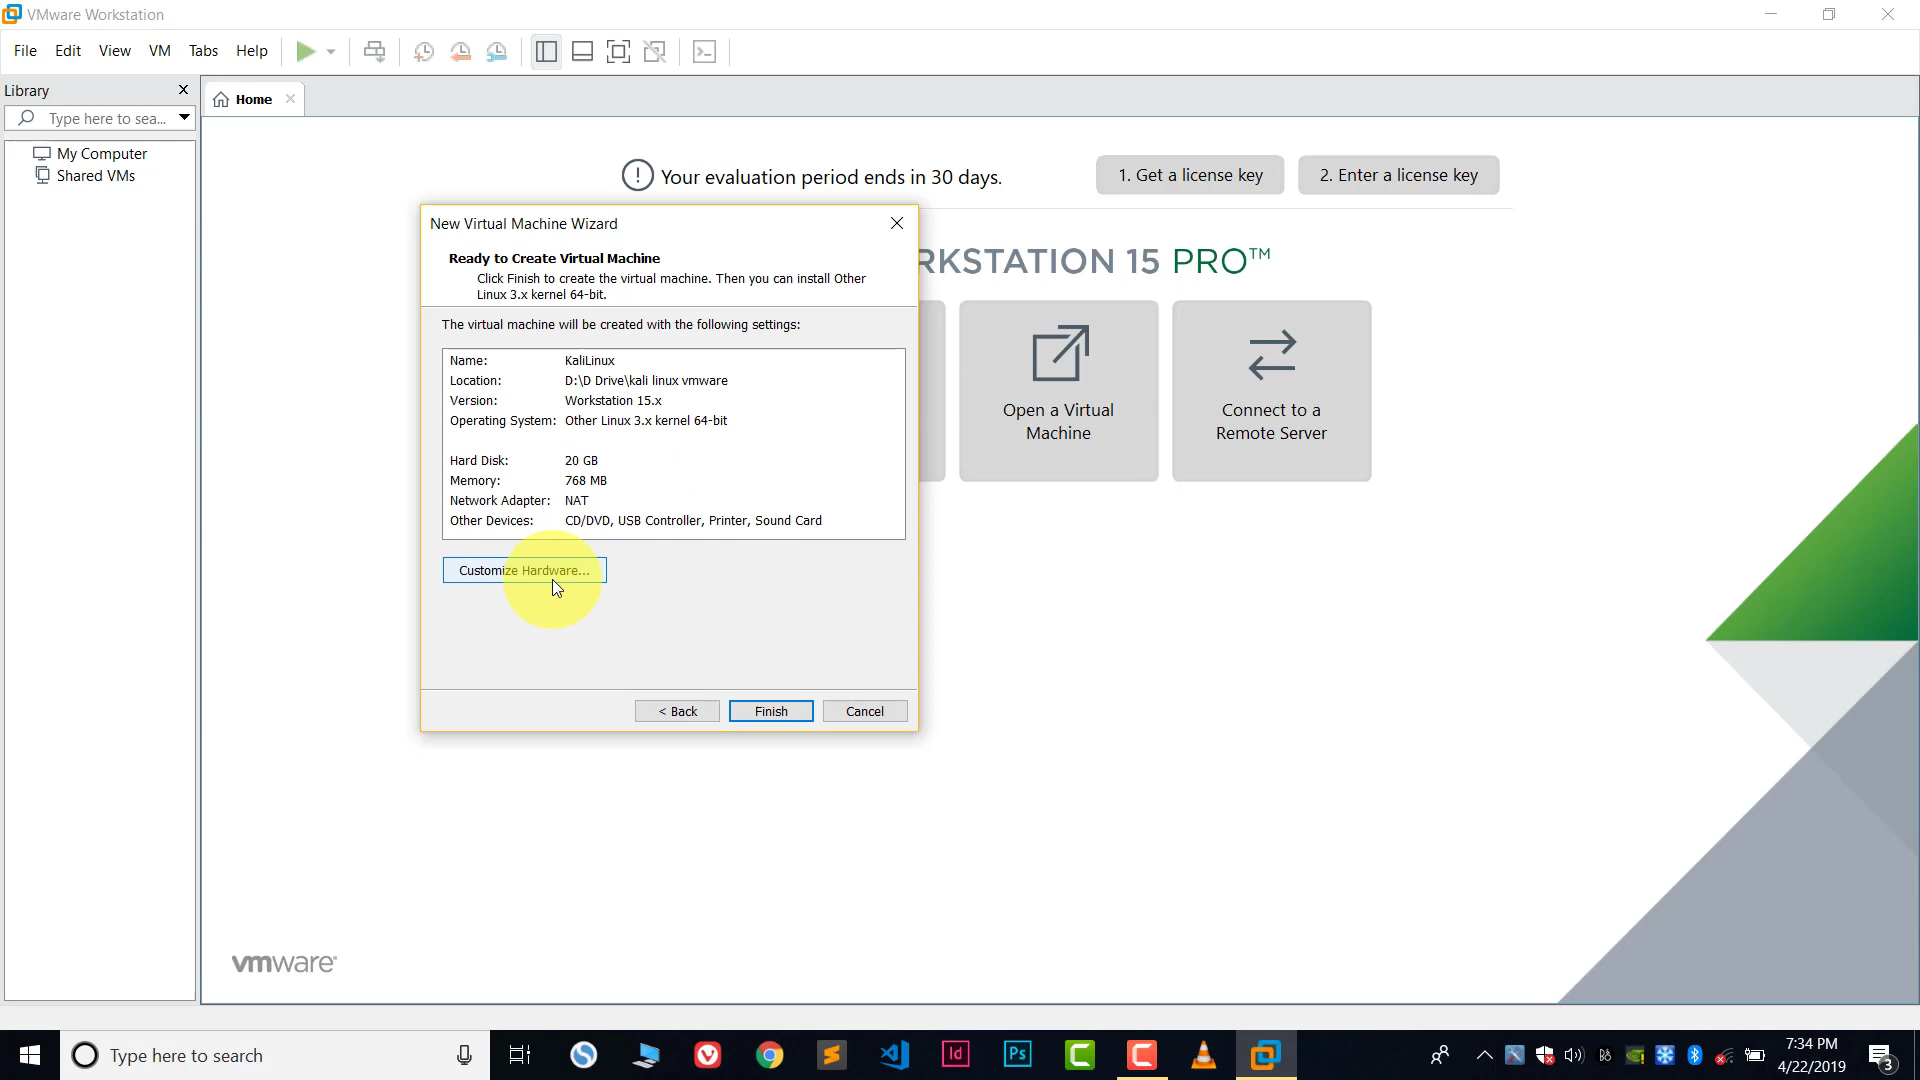 VMware Workstation
File Edit View VM Tabs Help
Library
Type here to sea...
Home
My Computer
Shared VMs
Your evaluation period ends in 30 days.
1. Get a license key
2. Enter a license key
RKSTATION 15 PRO™
New Virtual Machine Wizard
Ready to Create Virtual Machine
Click Finish to create the virtual machine. Then you can install Other
Linux 3.x kernel 64-bit.
The virtual machine will be created with the following settings:
Name: KaliLinux
Location: D:\D Drive\kali linux vmware
Version: Workstation 15.x
Operating System: Other Linux 3.x kernel 64-bit
Hard Disk: 20 GB
Memory: 768 MB
Network Adapter: NAT
Other Devices: CD/DVD, USB Controller, Printer, Sound Card
Customize Hardware...
< Back
Finish
Cancel
Open a Virtual
Machine
Connect to a
Remote Server
vmware
Type here to search
Id
Ps
7:34 PM
4/22/2019
3